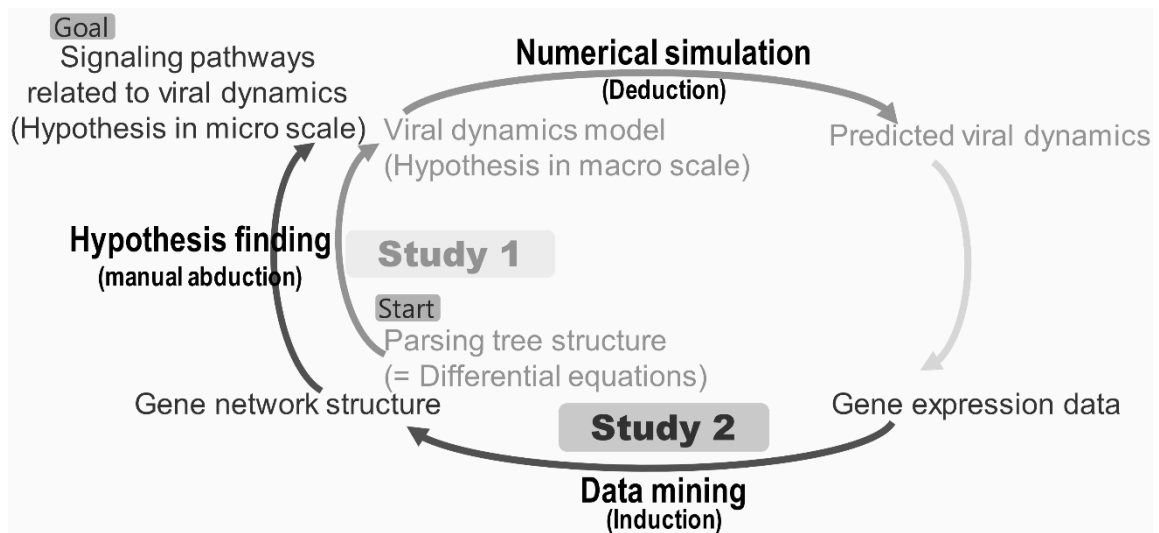 Goal
Signaling pathways
related to viral dynamics
(Hypothesis in micro scale)
Numerical simulation
(Deduction)
Viral dynamics model
(Hypothesis in macro scale)
Predicted viral dynamics
Hypothesis finding
(manual abduction)
Study 1
Start
Parsing tree structure
(= Differential equations)
Gene network structure
Gene expression data
Study 2
Data mining
(Induction)